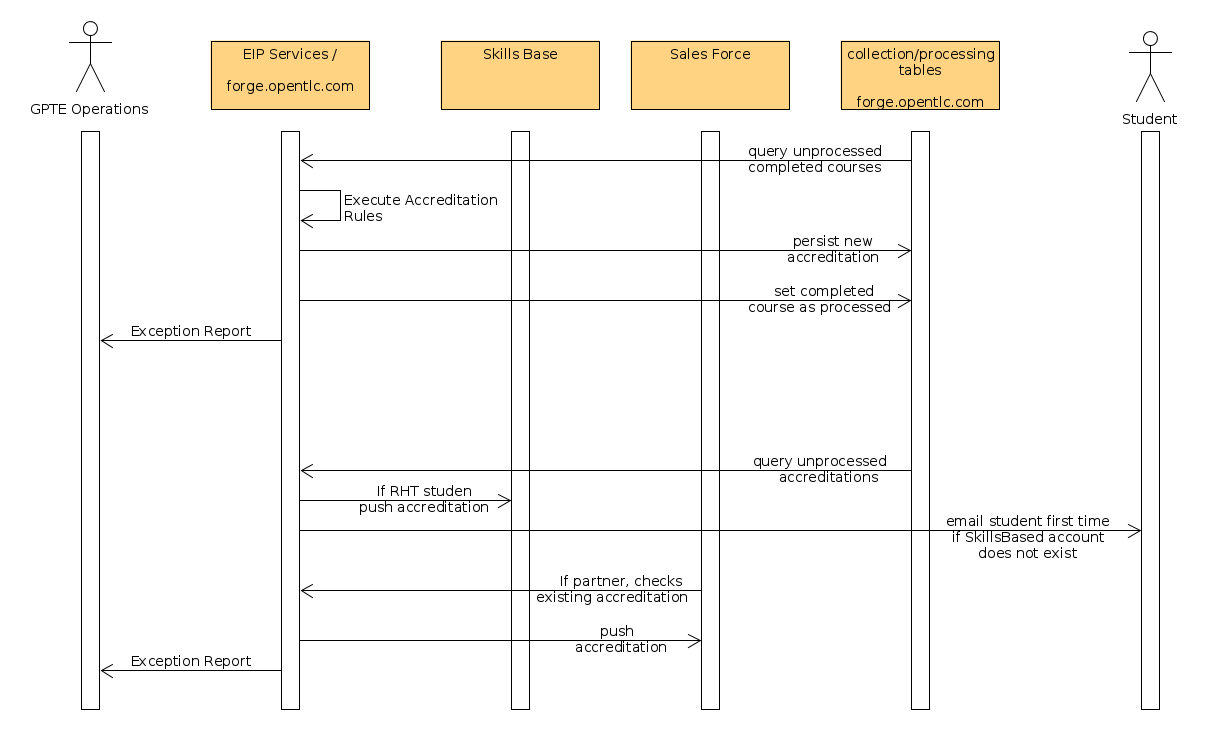 GPTE Operations
EIP Services /
forge.opentlc.com
Skills Base
Sales Force
collection/processing
tables
forge.opentlc.com
Student
query unprocessed
completed courses
Execute Accreditation
Rules
persist new
accreditation
set completed
course as processed
Exception Report
query unprocessed
accreditations
If RHT studen
push accreditation
email student first time
if SkillsBased account
does not exist
If partner, checks
existing accreditation
push
accreditation
Exception Report